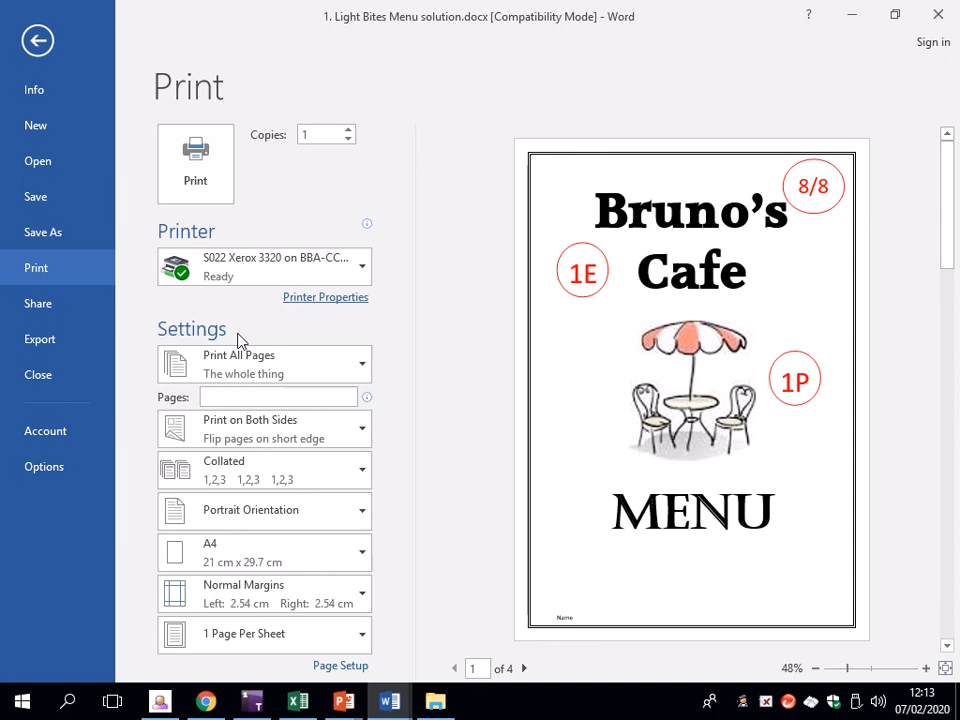 1. Light Bites Menu solution.docx [Compatibility Mode] - Word
?
Sign in
Info
New
Open
Save
Save As
Print
Share
Export
Close
Account
Options
Print
Print
Copies: 1
Printer
S022 Xerox 3320 on BBA-CC...
Ready
Printer Properties
Settings
Print All Pages
The whole thing
Pages:
Print on Both Sides
Flip pages on short edge
Collated
1,2,3 1,2,3 1,2,3
Portrait Orientation
A4
21 cm x 29.7 cm
Normal Margins
Left: 2.54 cm Right: 2.54 cm
1 Page Per Sheet
Page Setup
8/8
Bruno's
1E
Cafe
1P
MENU
Name
1 of 4
48%
12:13
07/02/2020